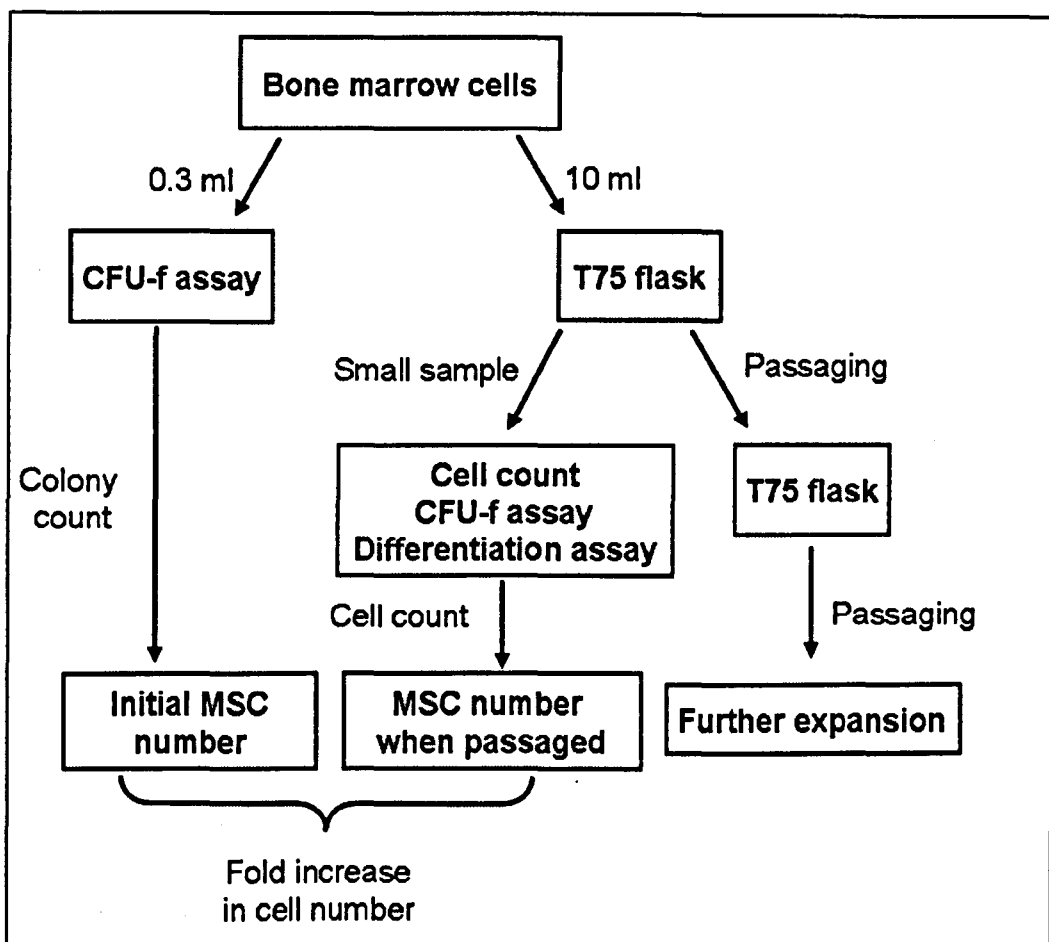 Bone marrow cells
0.3 ml
10 ml
CFU-f assay
T75 flask
Small sample
Passaging
Colony
count
Cell count
CFU-f assay
Differentiation assay
T75 flask
Cell count
Passaging
Initial MSC
number
MSC number
when passaged
Further expansion
Fold increase
in cell number